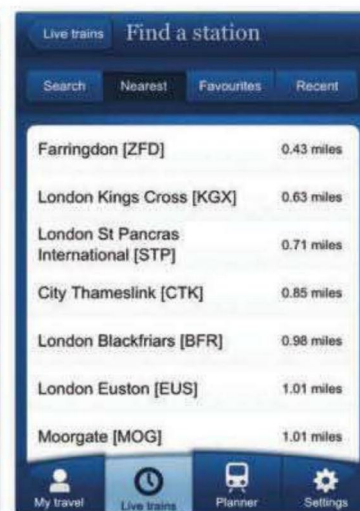 Live trains Find a station
Search Nearest Favourites Recent
Farringdon [ZFD] 0.43 miles
London Kings Cross [KGX] 0.63 miles
London St Pancras
International [STP] 0.71 miles
City Thameslink [CTK] 0.85 miles
London Blackfriars [BFR] 0.98 miles
London Euston [EUS] 1.01 miles
Moorgate [MOG] 1.01 miles
My travel Live trains Planner Settings